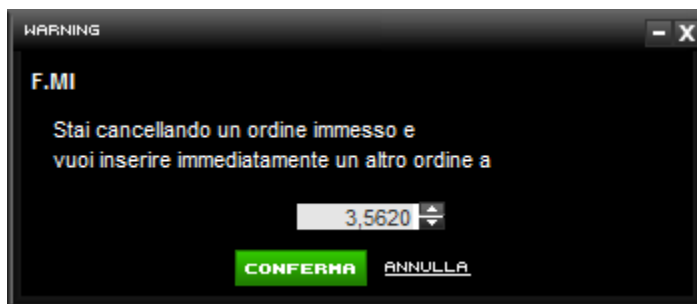 WARNING
F.MI
Stai cancellando un ordine immesso e
vuoi inserire immediatamente un altro ordine a
3,5620
CONFERMA ANNULLA